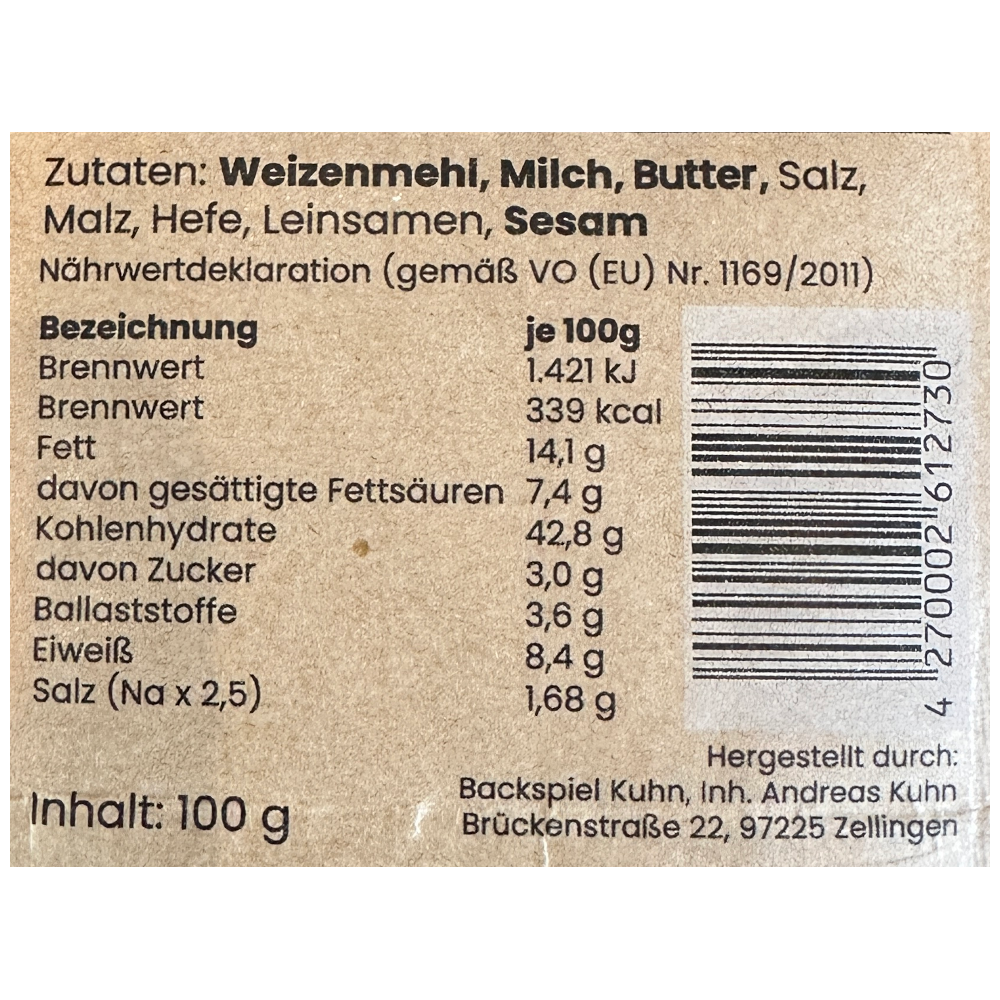 Zutaten: Weizenmehl, Milch, Butter, Salz,
Malz, Hefe, Leinsamen, Sesam
Nährwertdeklaration (gemäß VO (EU) Nr. 1169/2011)
Bezeichnung je 100g
Brennwert 1.421 kJ
Brennwert 339 kcal
Fett 14,1 g
davon gesättigte Fettsäuren 7,4 g
Kohlenhydrate 42,8 g
davon Zucker 3,0 g
Ballaststoffe 3,6 g
Eiweiß 8,4 g
Salz (Na x 2,5) 1,68 g
4 270002 612730
Inhalt: 100 g
Hergestellt durch:
Backspiel Kuhn, Inh. Andreas Kuhn
Brückenstraße 22, 97225 Zellingen